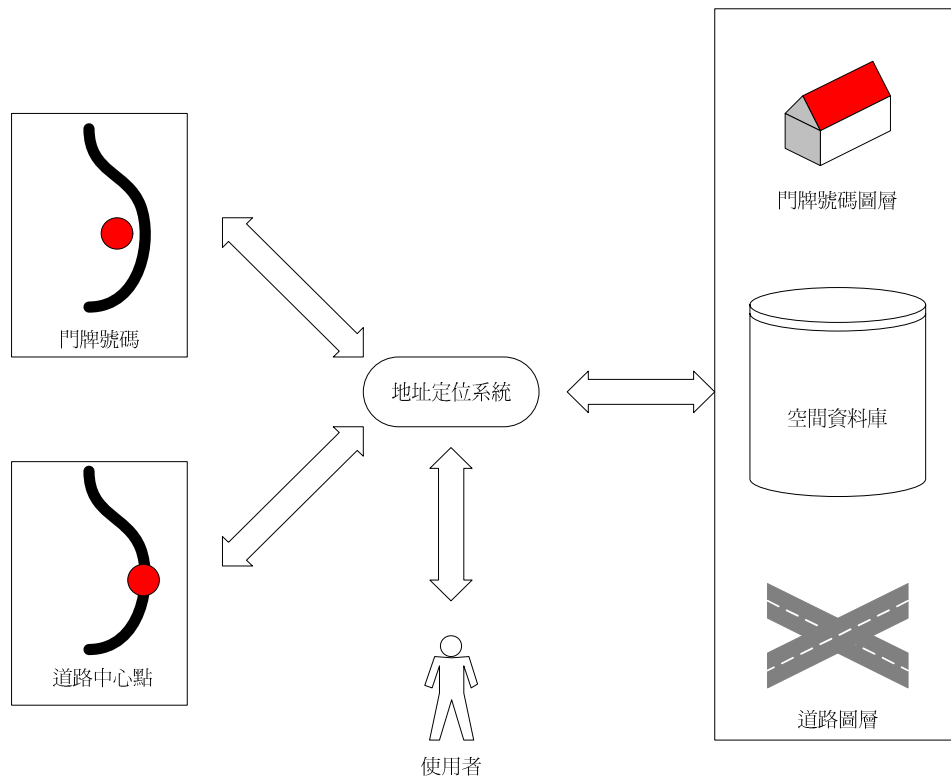 門牌號碼
道路中心點
地址定位系統
使用者
門牌號碼圖層
空間資料庫
道路圖層